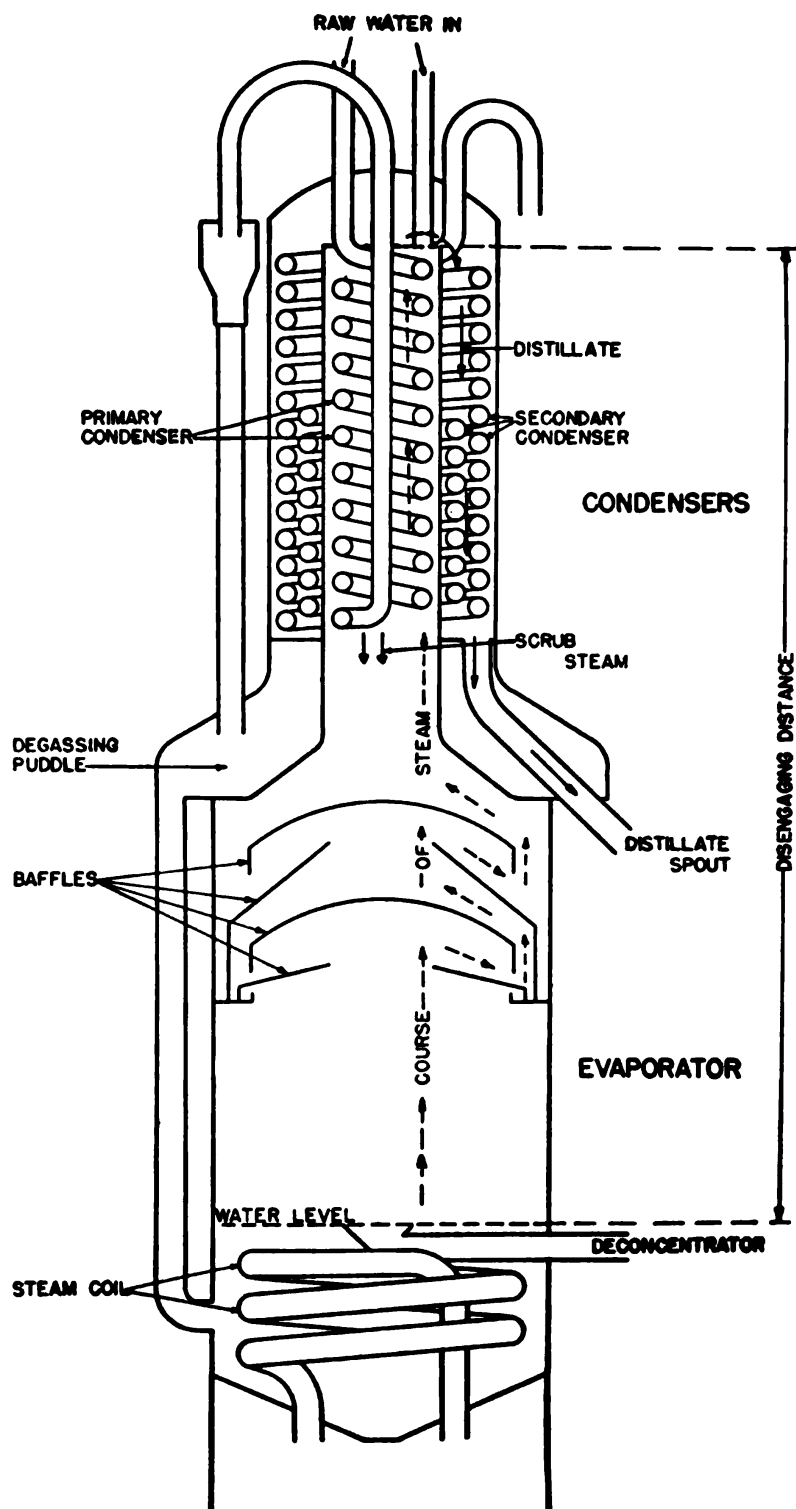 RAW WATER IN
DISTILLATE
PRIMARY
CONDENSER
SECONDARY
CONDENSER
CONDENSERS
SCRUB
STEAM
DEGASSING
PUDDLE
DISTILLATE
SPOUT
BAFFLES
COURSE OF STEAM
DISENGAGING DISTANCE
EVAPORATOR
WATER LEVEL
DECONCENTRATOR
STEAM COIL